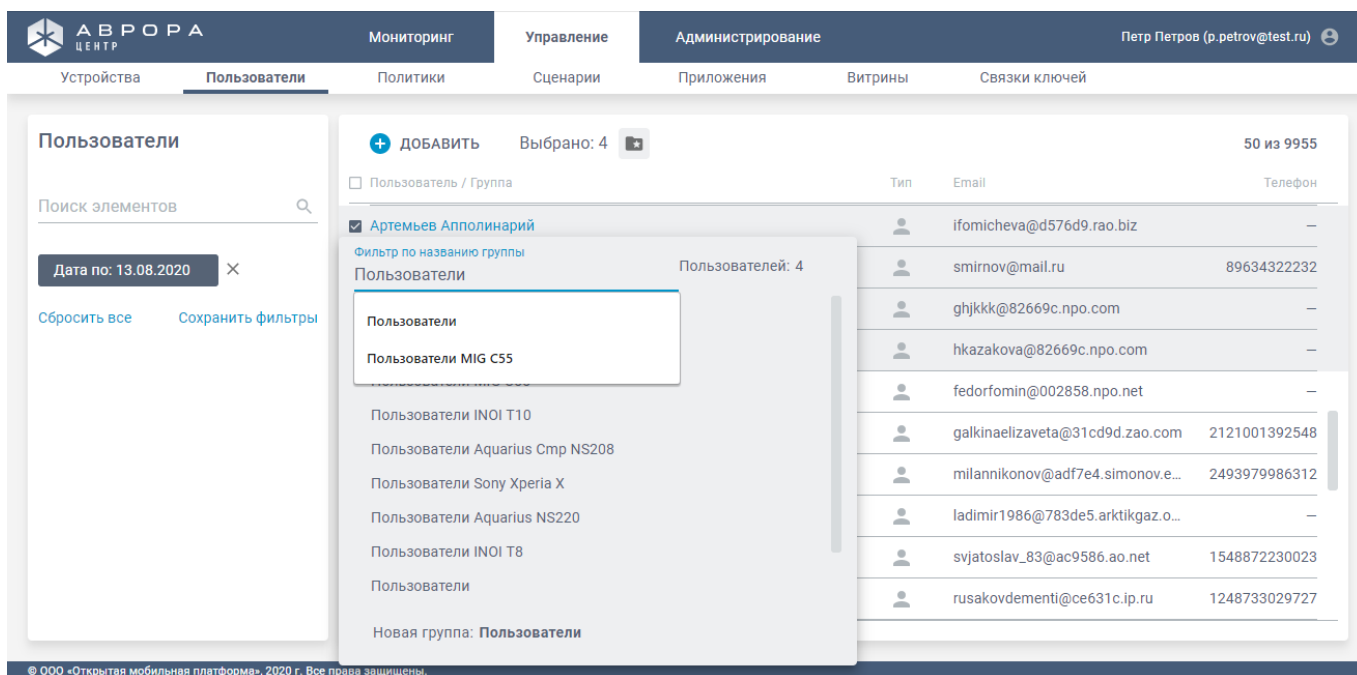 АВРОРА
ЦЕНТР
Мониторинг
Управление
Администрирование
Петр Петров (p.petrov@test.ru)
Устройства
Пользователи
Политики
Сценарии
Приложения
Витрины
Связки ключей
Пользователи
Поиск элементов
Дата по: 13.08.2020
Сбросить все
Сохранить фильтры
ДОБАВИТЬ
Выбрано: 4
50 из 9955
Пользователь / Группа
Тип
Email
Телефон
Артемьев Апполинарий
ifomicheva@d576d9.rao.biz
–
Фильтр по названию группы
Пользователи
Пользователей: 4
Пользователи
Пользователи MIG C55
Пользователи INOI T10
Пользователи Aquarius Cmp NS208
Пользователи Sony Xperia X
Пользователи Aquarius NS220
Пользователи INOI T8
Пользователи
Новая группа: Пользователи
smirnov@mail.ru
89634322232
ghjkkk@82669c.npo.com
–
hkazakova@82669c.npo.com
–
fedorfomin@002858.npo.net
–
galkinaelizaveta@31cd9d.zao.com
2121001392548
milannikonov@adf7e4.simonov.e...
2493979986312
ladimir1986@783de5.arktikgaz.o...
–
svjatoslav_83@ac9586.ao.net
1548872230023
rusakovdementi@ce631c.ip.ru
1248733029727
© ООО «Открытая мобильная платформа», 2020 г. Все права защищены.